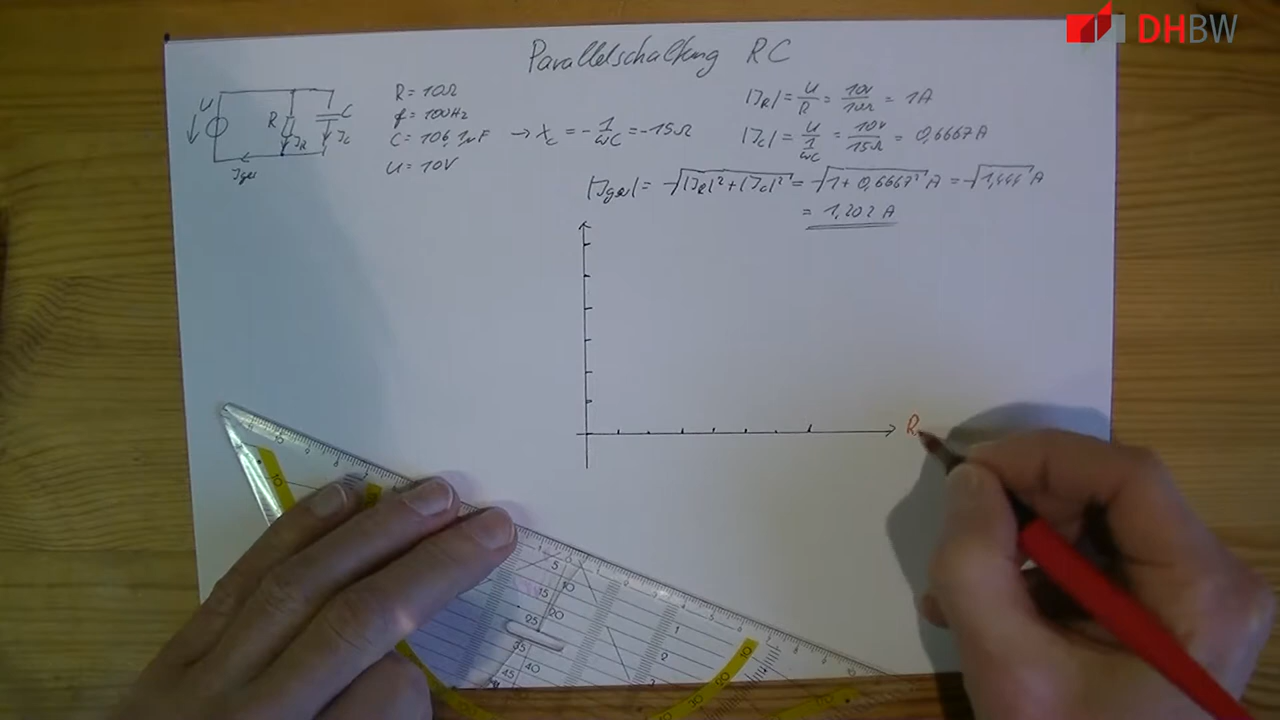 DHBW
Parallelschaltung RC
U
R
C
I_R
I_C
I_ges
R = 10Ω
f = 100Hz
C = 106,1µF → X_C = - 1/ωC = -15Ω
U = 10V
|I_R| = U/R = 10V/10Ω = 1A
|I_C| = U/(1/ωC) = 10V/15Ω = 0,6667A
|I_ges| = √|I_R|²+|I_C|² = √1 + 0,6667² A = √1,444 A
= 1,202 A
R